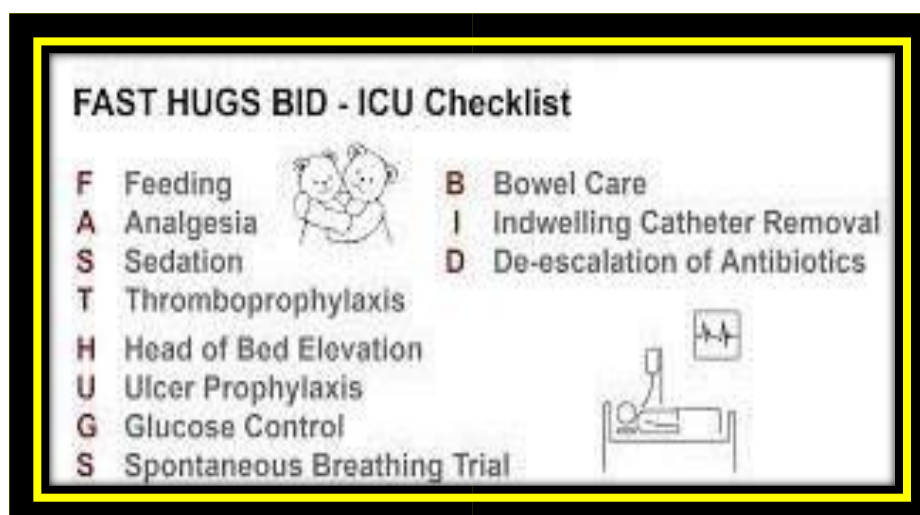 FAST HUGS BID - ICU Checklist
F Feeding
A Analgesia
S Sedation
T Thromboprophylaxis
H Head of Bed Elevation
U Ulcer Prophylaxis
G Glucose Control
S Spontaneous Breathing Trial
B Bowel Care
I Indwelling Catheter Removal
D De-escalation of Antibiotics